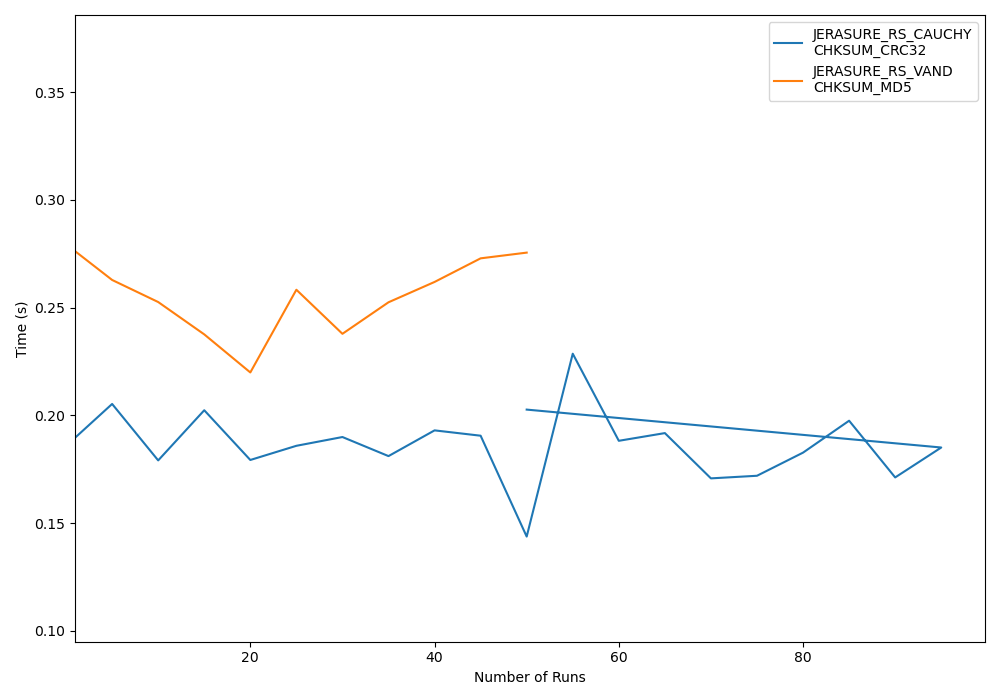 JERASURE_RS_CAUCHY
CHKSUM_CRC32
JERASURE_RS_VAND
CHKSUM_MD5
0.35
0.30
0.25
0.20
0.15
0.10
Time (s)
20 40 60 80
Number of Runs